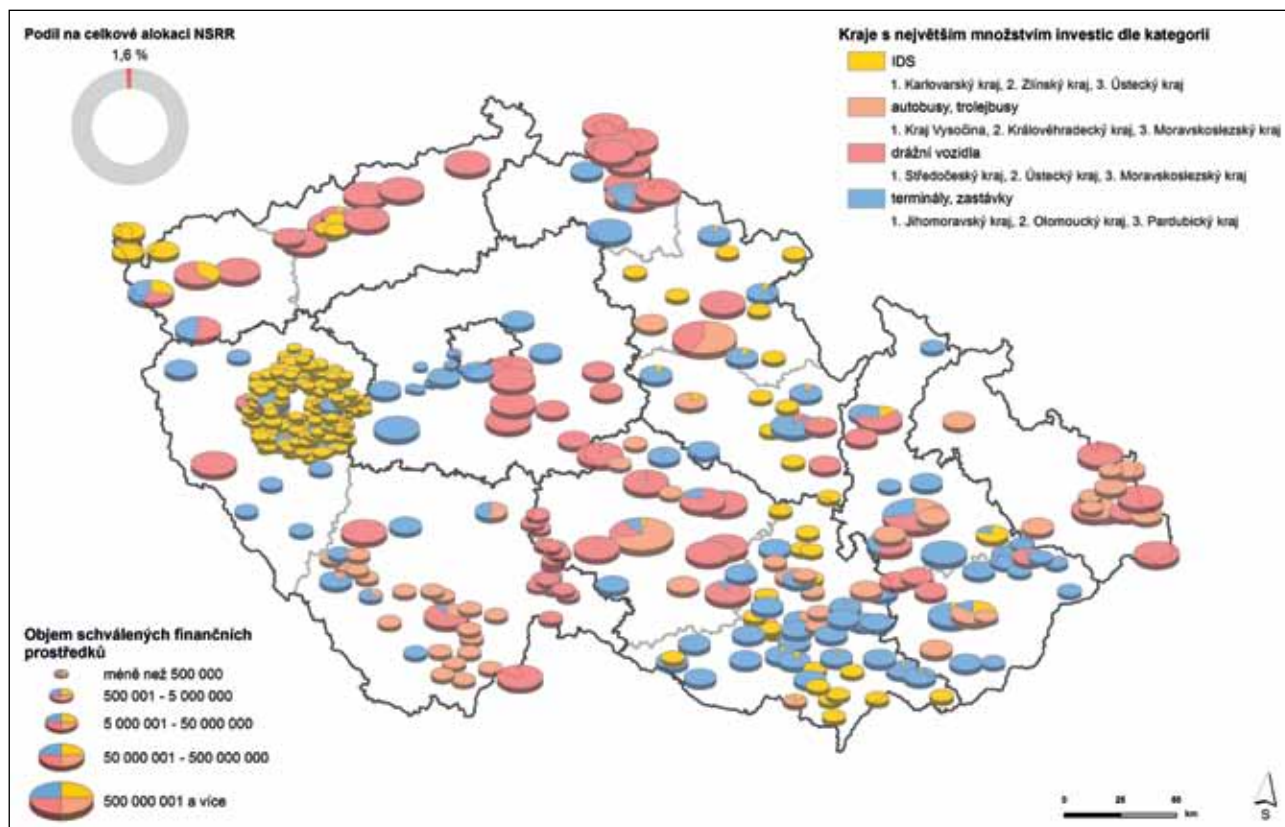 Podíl na celkové alokaci NSRR
1,6 %
Kraje s největším množstvím investic dle kategorií
IDS
1. Karlovarský kraj, 2. Zlínský kraj, 3. Ústecký kraj
autobusy, trolejbusy
1. Kraj Vysočina, 2. Královéhradecký kraj, 3. Moravskoslezský kraj
drážní vozidla
1. Středočeský kraj, 2. Ústecký kraj, 3. Moravskoslezský kraj
terminály, zastávky
1. Jihomoravský kraj, 2. Olomoucký kraj, 3. Pardubický kraj
Objem schválených finančních
prostředků
méně než 500 000
500 001 - 5 000 000
5 000 001 - 50 000 000
50 000 001 - 500 000 000
500 000 001 a více
0
km
S